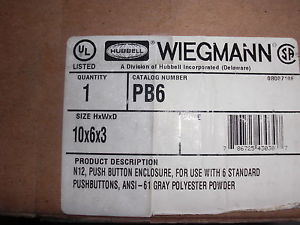 UL HUBBELL WIEGMANN SA
LISTED A Division of Hubbell Incorporated (Delaware)
QUANTITY CATALOG NUMBER
1 PB6
SIZE HxWxD
10x6x3
PRODUCT DESCRIPTION
N12, PUSH BUTTON ENCLOSURE, FOR USE WITH 6 STANDARD
PUSHBUTTONS, ANSI-61 GRAY POLYESTER POWDER